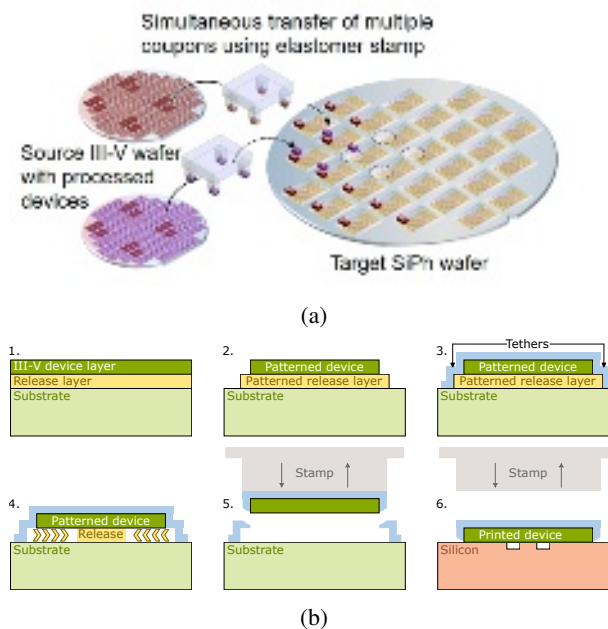 Simultaneous transfer of multiple
coupons using elastomer stamp
Source III-V wafer
with processed
devices
Target SiPh wafer
(a)
1.
III-V device layer
Release layer
Substrate
2.
Patterned device
Patterned release layer
Substrate
3.
Tethers
Patterned device
Patterned release layer
Substrate
4.
Patterned device
Release
Substrate
5.
Stamp
Substrate
6.
Stamp
Printed device
Silicon
(b)